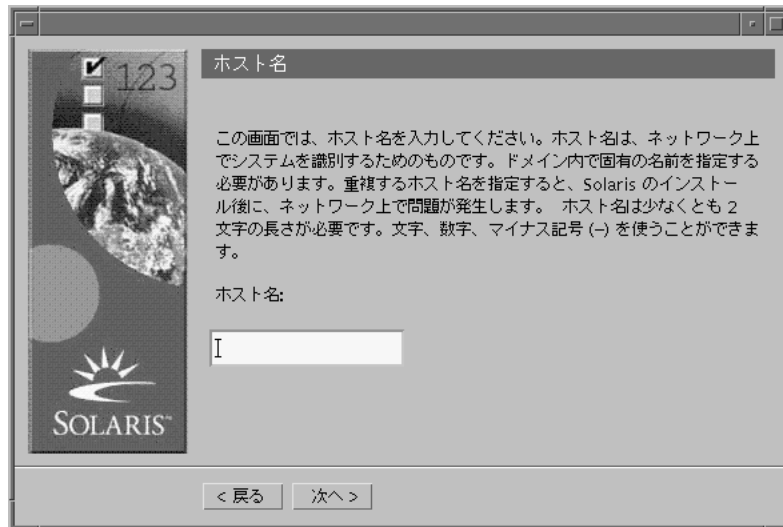 123
ホスト名
この画面では、ホスト名を入力してください。ホスト名は、ネットワーク上
でシステムを識別するためのものです。ドメイン内で固有の名前を指定する
必要があります。重複するホスト名を指定すると、Solaris のインストー
ル後に、ネットワーク上で問題が発生します。 ホスト名は少なくとも 2
文字の長さが必要です。文字、数字、マイナス記号 (–) を使うことができま
す。
ホスト名:
SOLARIS™
< 戻る 次へ >